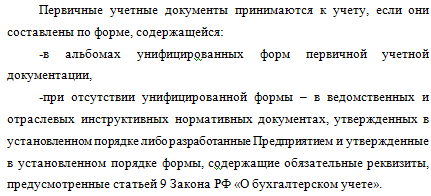 Первичные учетные документы принимаются к учету, если они
составлены по форме, содержащейся:
-в альбомах унифицированных форм первичной учетной
документации,
-при отсутствии унифицированной формы – в ведомственных и
отраслевых инструктивных нормативных документах, утвержденных в
установленном порядке либо разработанные Предприятием и утвержденные
в установленном порядке формы, содержащие обязательные реквизиты,
предусмотренные статьей 9 Закона РФ «О бухгалтерском учете».